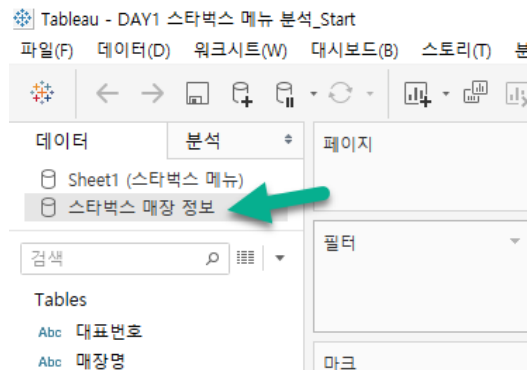 Tableau - DAY1 스타벅스 메뉴 분석_Start
파일(F) 데이터(D) 워크시트(W) 대시보드(B) 스토리(T) 분
데이터 분석 페이지
Sheet1 (스타벅스 메뉴)
스타벅스 매장 정보
필터
검색
Tables
Abc 대표번호
Abc 매장명
마크